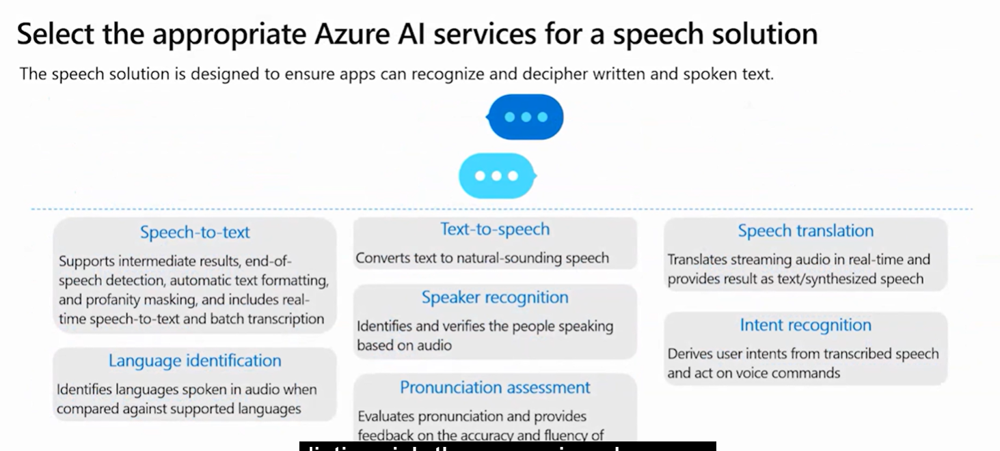 Select the appropriate Azure AI services for a speech solution
The speech solution is designed to ensure apps can recognize and decipher written and spoken text.
Speech-to-text
Supports intermediate results, end-of-
speech detection, automatic text formatting,
and profanity masking, and includes real-
time speech-to-text and batch transcription
Language identification
Identifies languages spoken in audio when
compared against supported languages
Text-to-speech
Converts text to natural-sounding speech
Speaker recognition
Identifies and verifies the people speaking
based on audio
Pronunciation assessment
Evaluates pronunciation and provides
feedback on the accuracy and fluency of
Speech translation
Translates streaming audio in real-time and
provides result as text/synthesized speech
Intent recognition
Derives user intents from transcribed speech
and act on voice commands